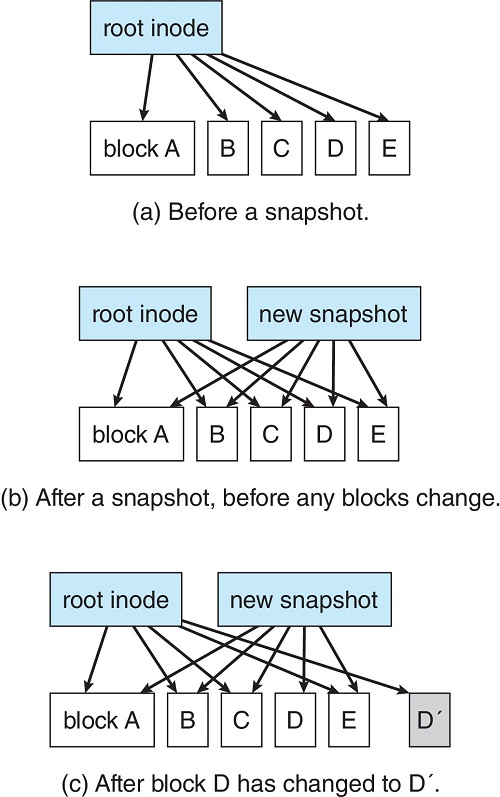 root inode
block A B C D E
(a) Before a snapshot.
root inode new snapshot
block A B C D E
(b) After a snapshot, before any blocks change.
root inode new snapshot
block A B C D E D´
(c) After block D has changed to D´.